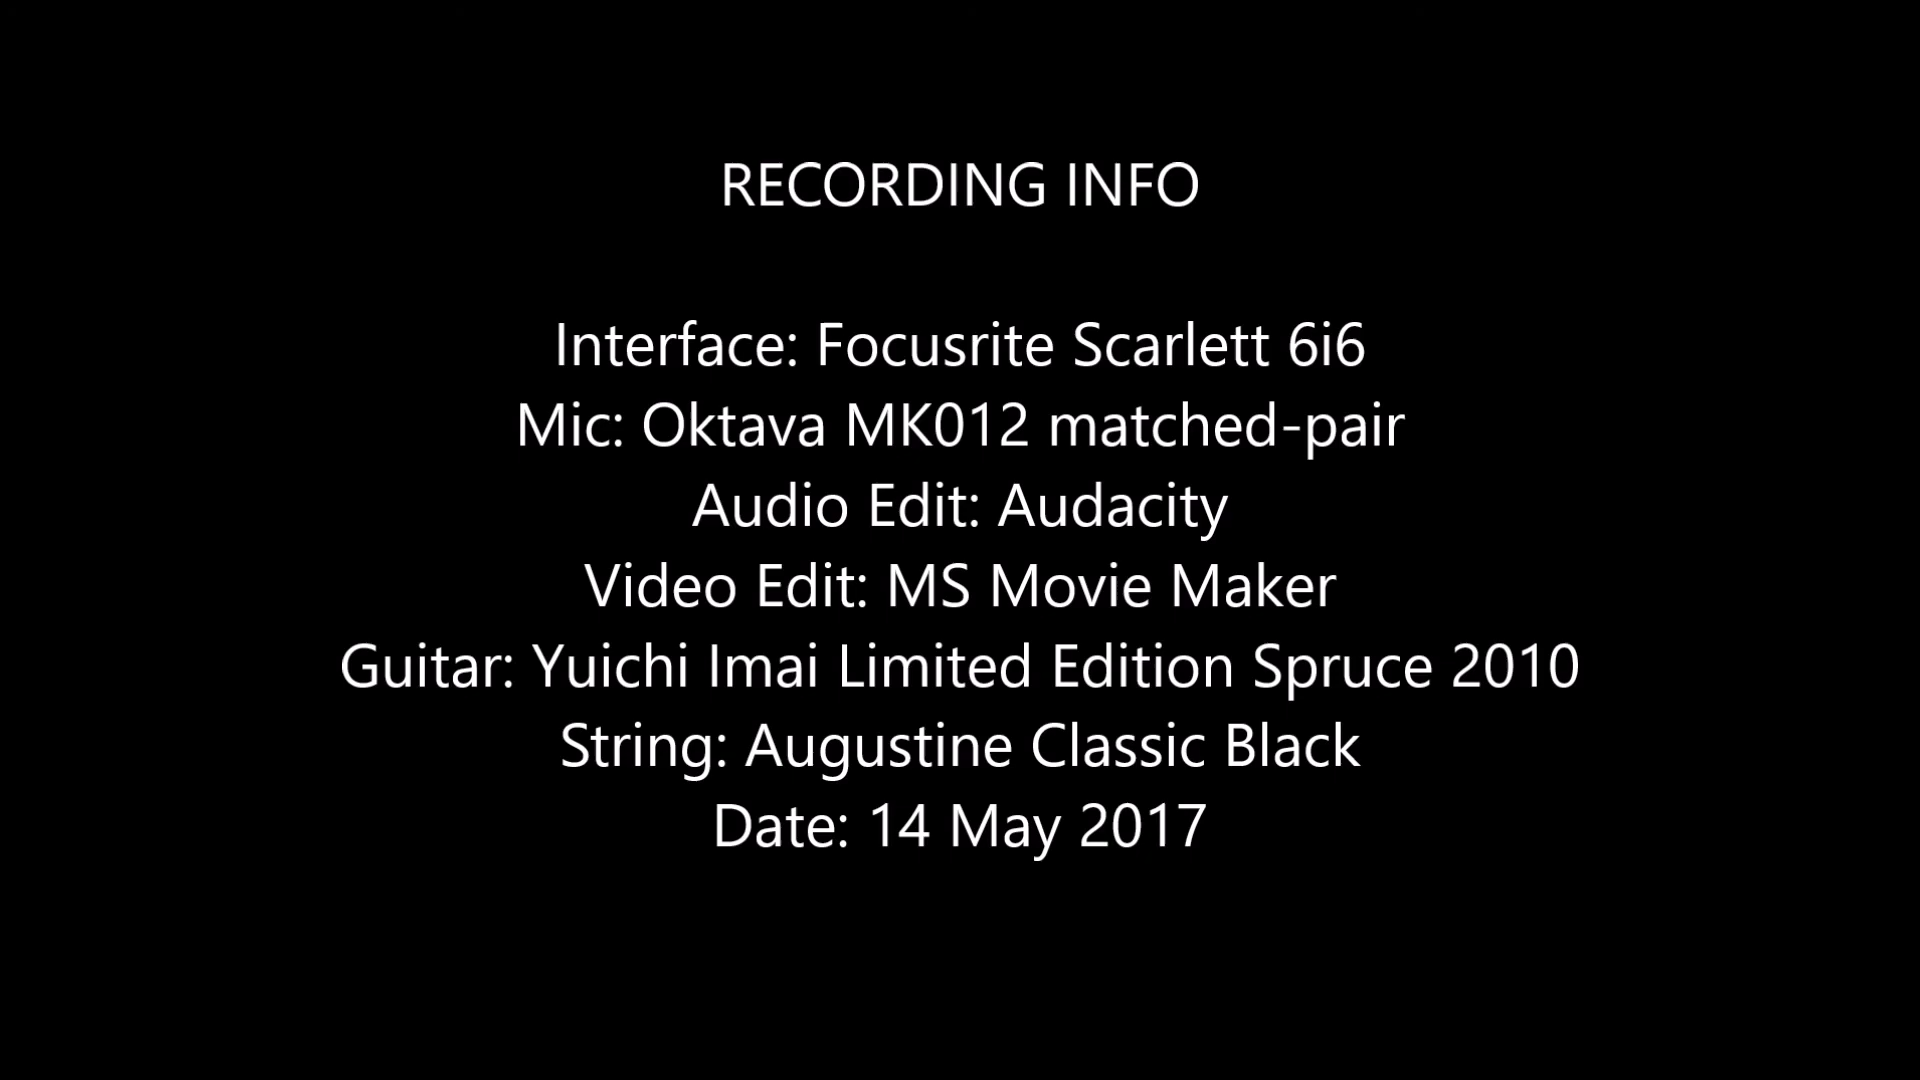 RECORDING INFO
Interface: Focusrite Scarlett 6i6
Mic: Oktava MK012 matched-pair
Audio Edit: Audacity
Video Edit: MS Movie Maker
Guitar: Yuichi Imai Limited Edition Spruce 2010
String: Augustine Classic Black
Date: 14 May 2017